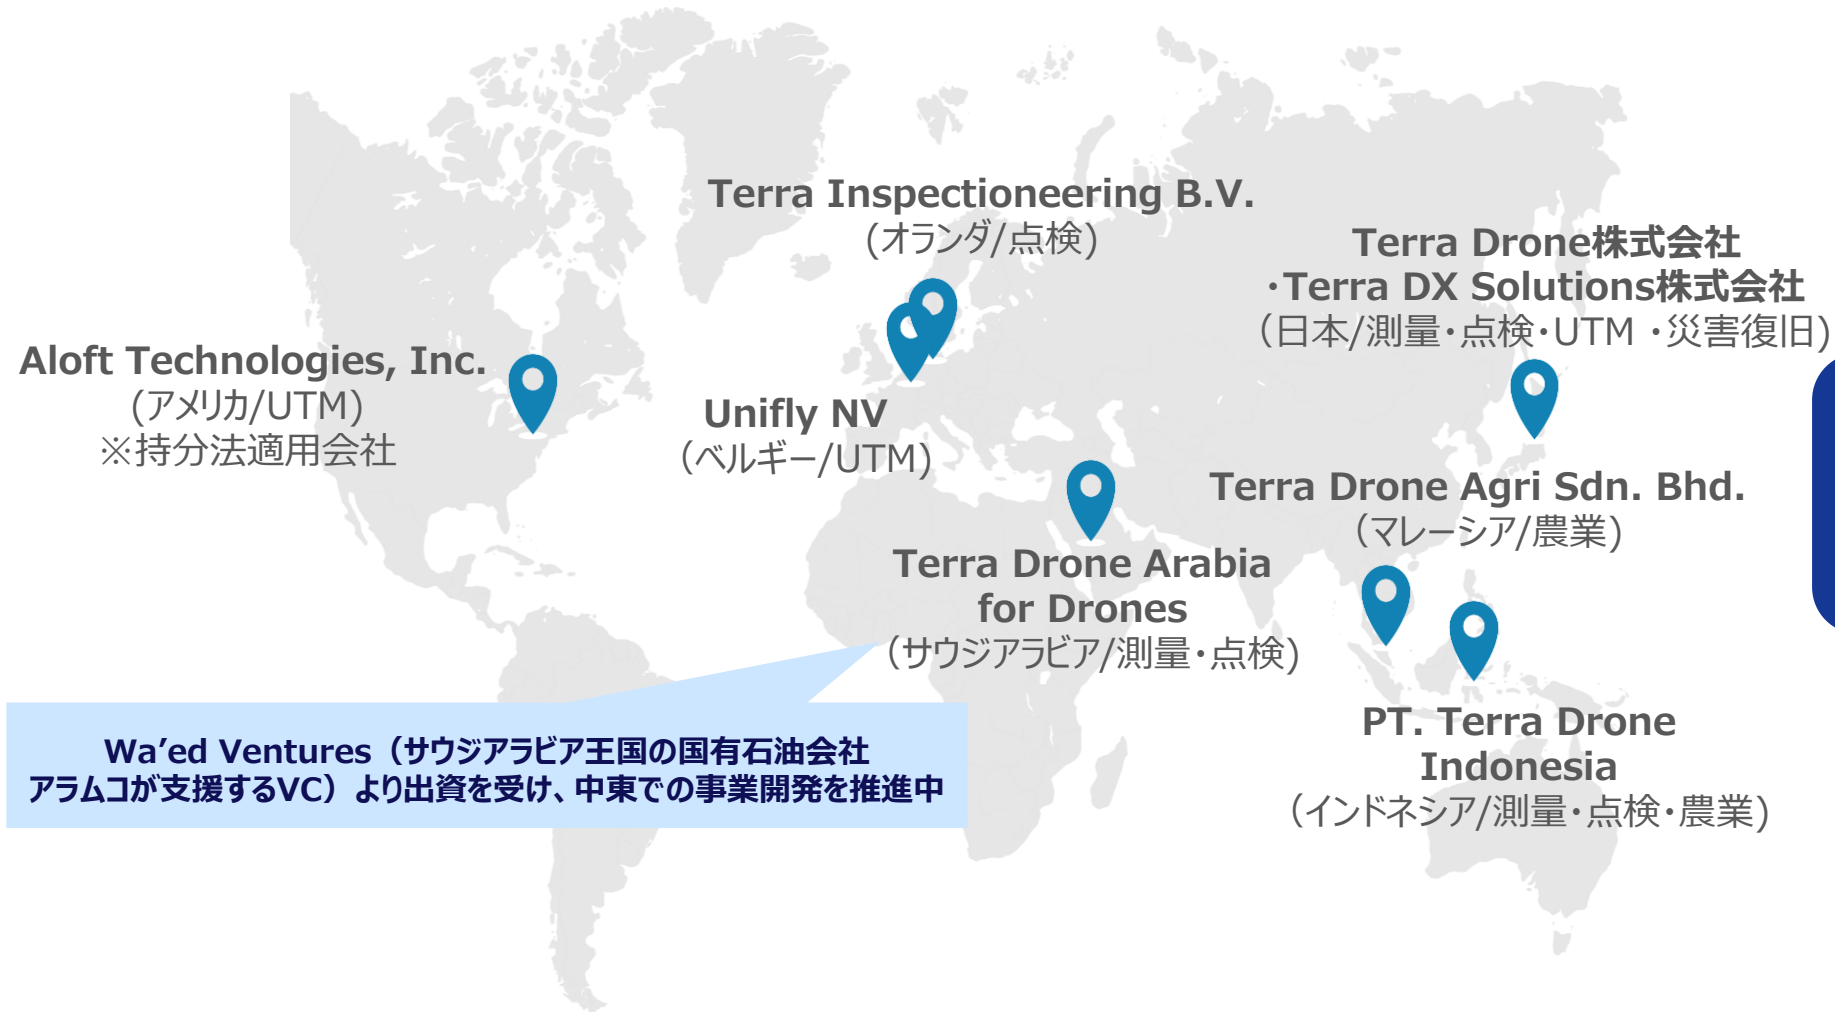 Terra Inspectioneering B.V.
(オランダ/点検)
Terra Drone株式会社
・Terra DX Solutions株式会社
（日本/測量・点検・UTM ・災害復旧)
Aloft Technologies, Inc.
(アメリカ/UTM)
※持分法適用会社
Unifly NV
（ベルギー/UTM)
Terra Drone Agri Sdn. Bhd.
（マレーシア/農業)
Terra Drone Arabia
for Drones
（サウジアラビア/測量・点検)
Wa’ed Ventures（サウジアラビア王国の国有石油会社
アラムコが支援するVC）より出資を受け、中東での事業開発を推進中
PT. Terra Drone
Indonesia
（インドネシア/測量・点検・農業)